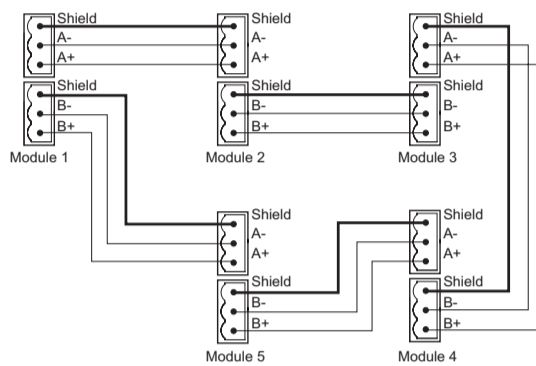 Shield
A-
A+
Shield
B-
B+
Module 1
Shield
A-
A+
Shield
B-
B+
Module 2
Shield
A-
A+
Shield
B-
B+
Module 3
Shield
A-
A+
Shield
B-
B+
Module 5
Shield
A-
A+
Shield
B-
B+
Module 4